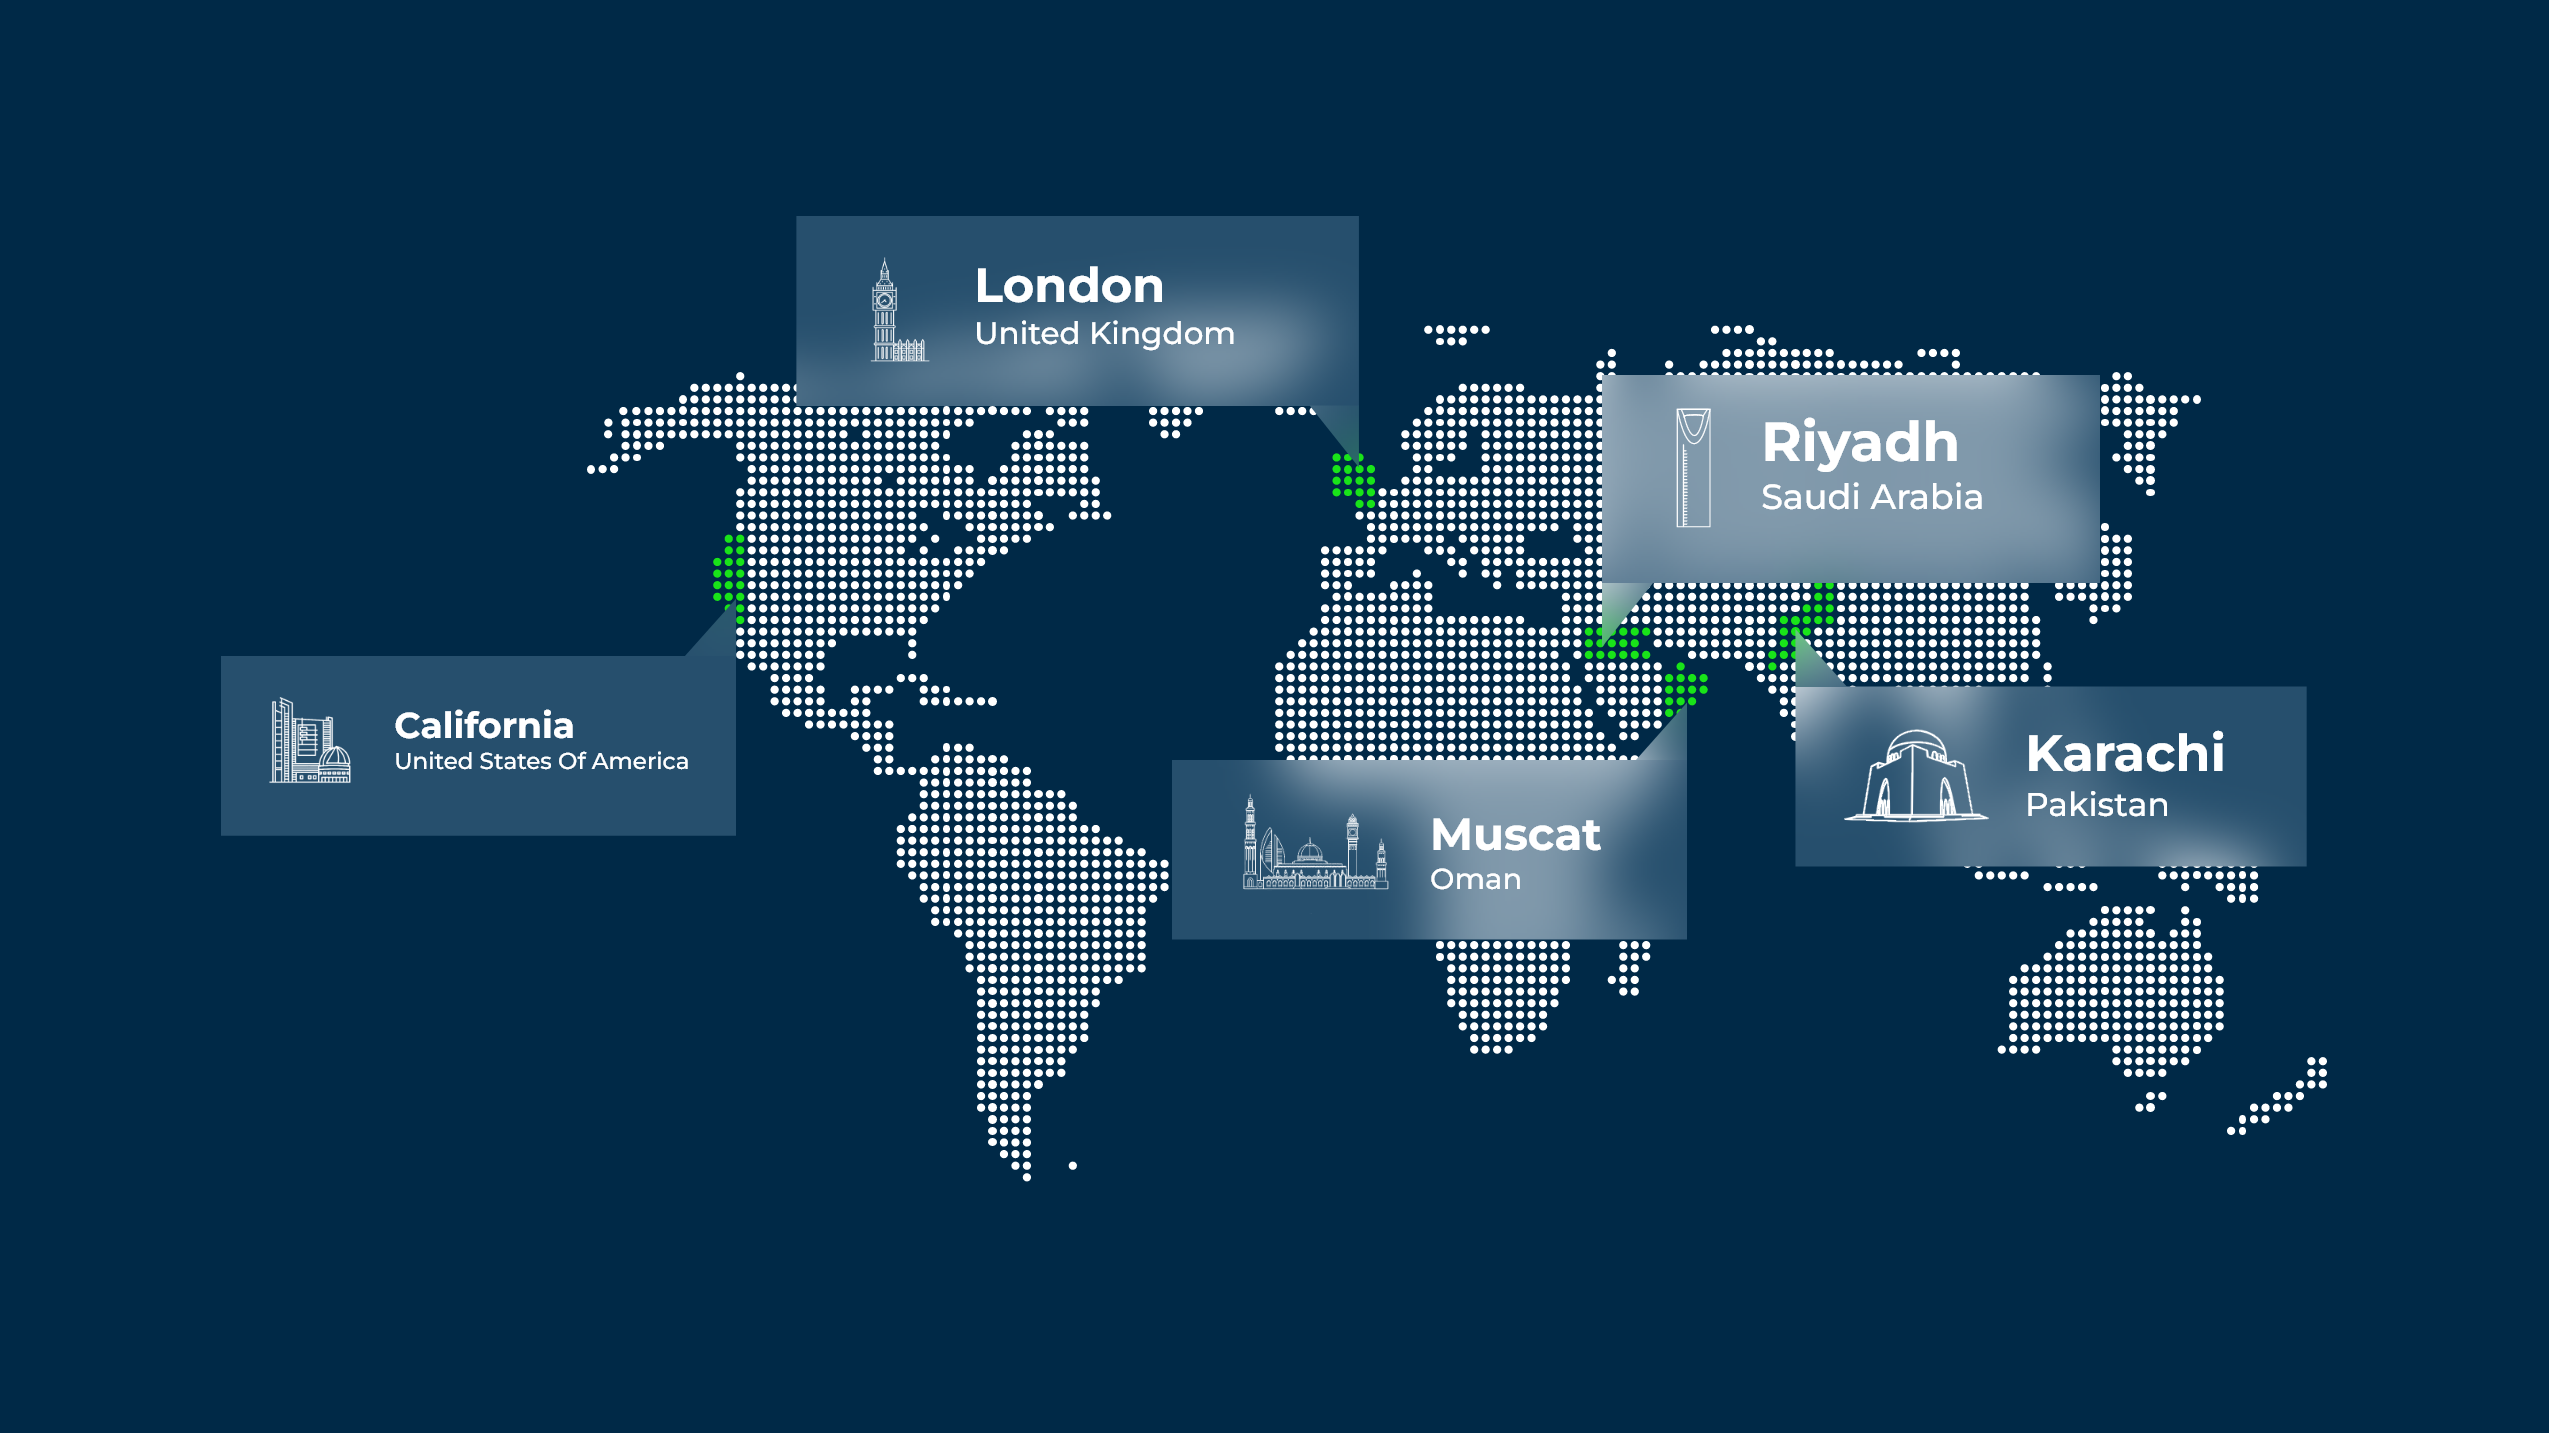 London
United Kingdom
Riyadh
Saudi Arabia
California
United States Of America
Karachi
Pakistan
Muscat
Oman